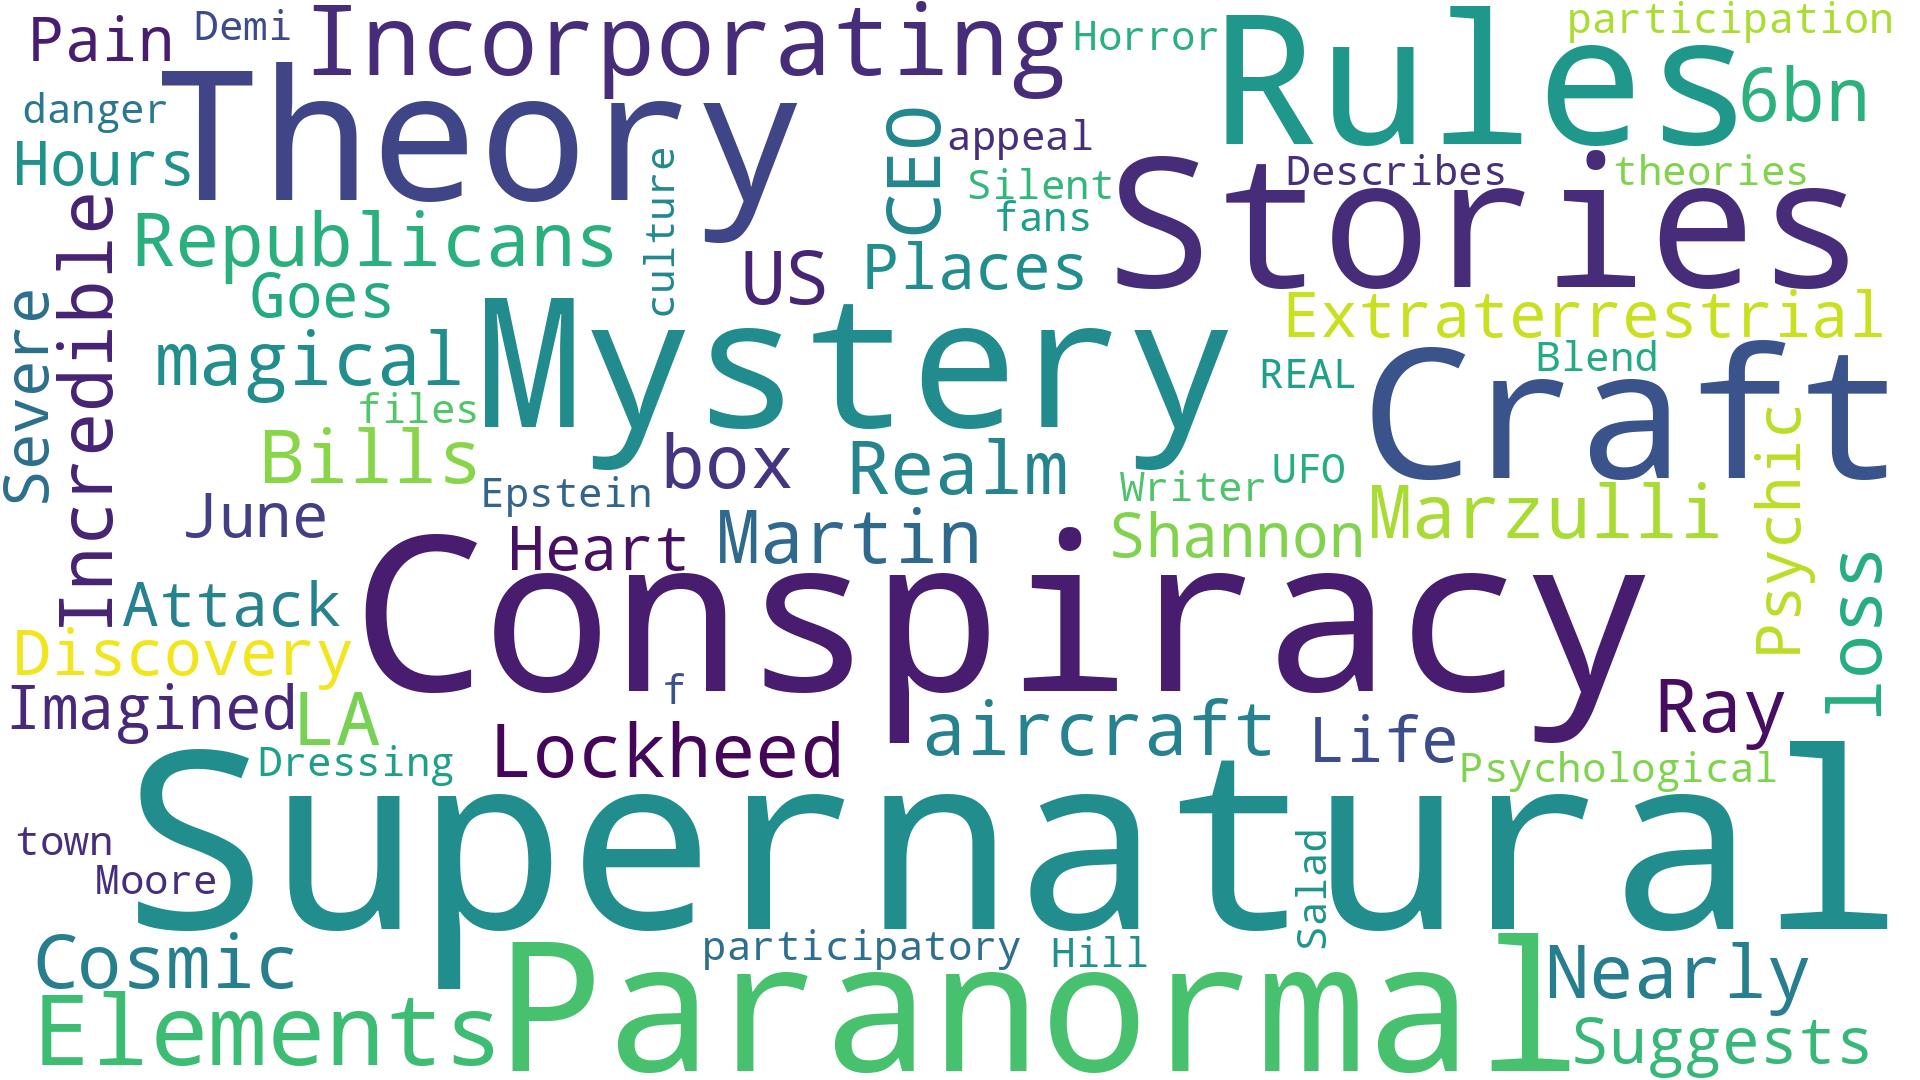 Pain
Demi
Incorporating
Horror
Rules
participation
6bn
danger
Theory
Hours
culture
CEO
appeal
Silent
fans
Describes
theories
Stories
Incredible
Republicans
Goes
US
Places
Extraterrestrial
Severe
magical
files
Mystery
REAL
Blend
Craft
Bills
box
Realm
Writer
UFO
Psychic
June
Epstein
Heart
Martin
Shannon
Marzulli
loss
Attack
Conspiracy
Discovery
Imagined
LA
f
Lockheed
aircraft
Life
Ray
Dressing
Psychological
Supernatural
town
Moore
Salad
Cosmic
participatory
Hill
Nearly
Elements
Paranormal
Suggests